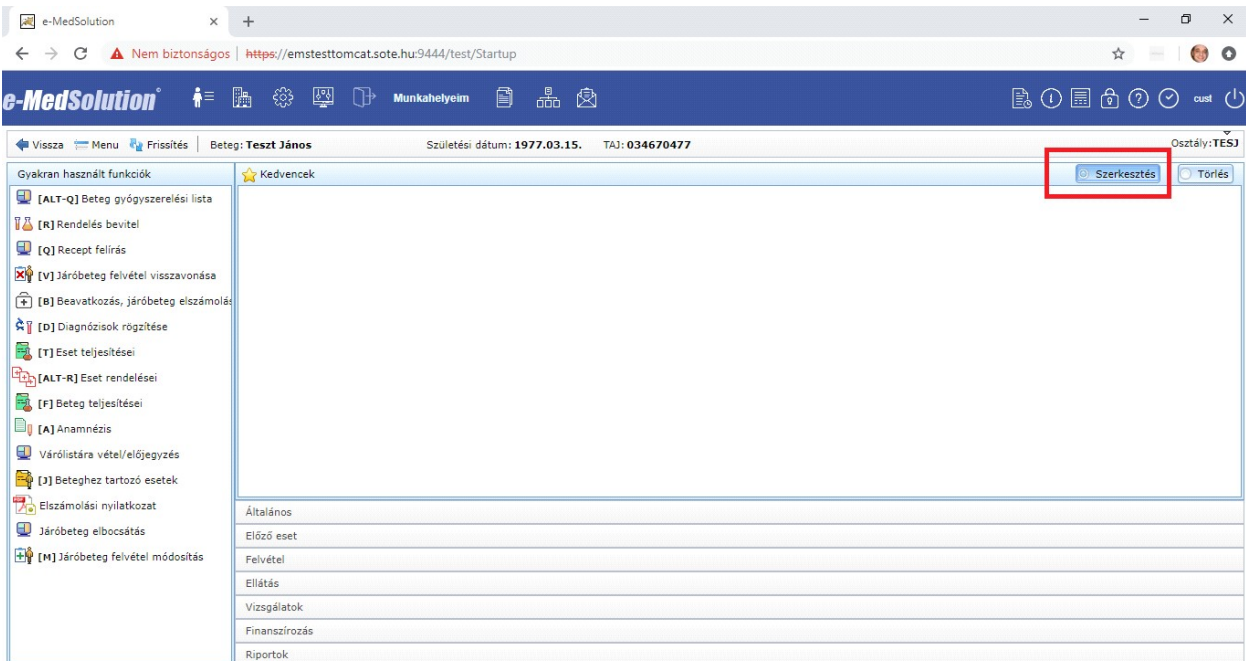 e-MedSolution
Nem biztonságos | https://emstesttomcat.sote.hu:9444/test/Startup
e-MedSolution° Munkahelyeim cust
Vissza Menu Frissítés Beteg: Teszt János Születési dátum: 1977.03.15. TAJ: 034670477 Osztály: TESJ
Gyakran használt funkciók
[ALT-Q] Beteg gyógyszerelési lista
[R] Rendelés bevitel
[Q] Recept felírás
[V] Járóbeteg felvétel visszavonása
[B] Beavatkozás, járóbeteg elszámolás
[D] Diagnózisok rögzítése
[T] Eset teljesítései
[ALT-R] Eset rendelései
[F] Beteg teljesítései
[A] Anamnézis
Várólistára vétel/előjegyzés
[J] Beteghez tartozó esetek
Elszámolási nyilatkozat
Járóbeteg elbocsátás
[M] Járóbeteg felvétel módosítás
Kedvencek Szerkesztés Törlés
Általános
Előző eset
Felvétel
Ellátás
Vizsgálatok
Finanszírozás
Riportok